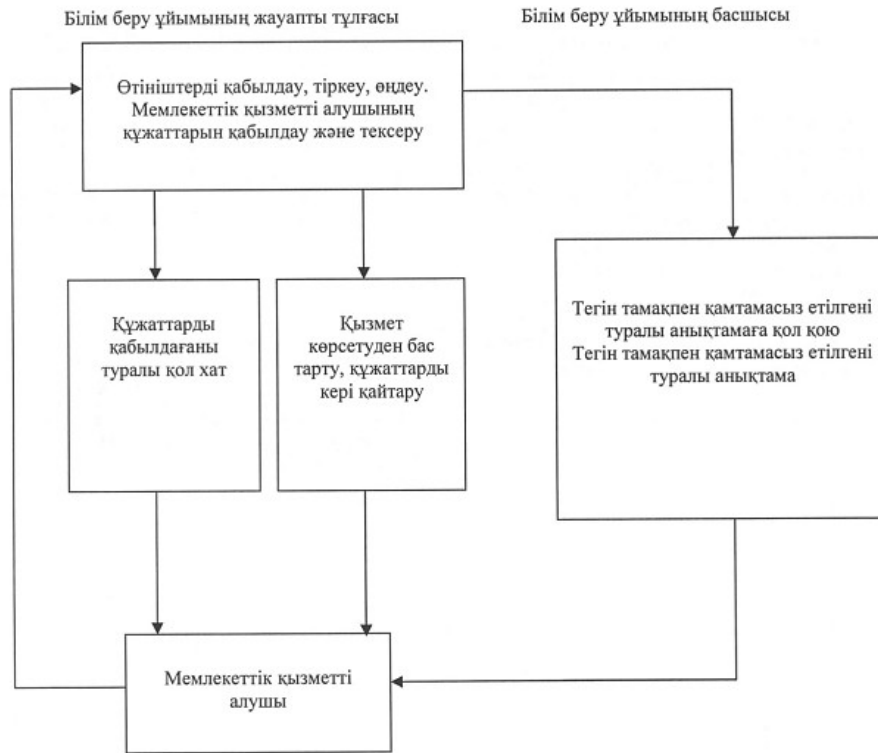 Білім беру ұйымының жауапты тұлғасы
Білім беру ұйымының басшысы
Өтініштерді қабылдау, тіркеу, өңдеу.
Мемлекеттік қызметті алушының
құжаттарын қабылдау және тексеру
Құжаттарды
қабылдағаны
туралы қол хат
Қызмет
көрсетуден бас
тарту, құжаттарды
кері қайтару
Тегін тамақпен қамтамасыз етілгені
туралы анықтамаға қол қою
Тегін тамақпен қамтамасыз етілгені
туралы анықтама
Мемлекеттік қызметті
алушы